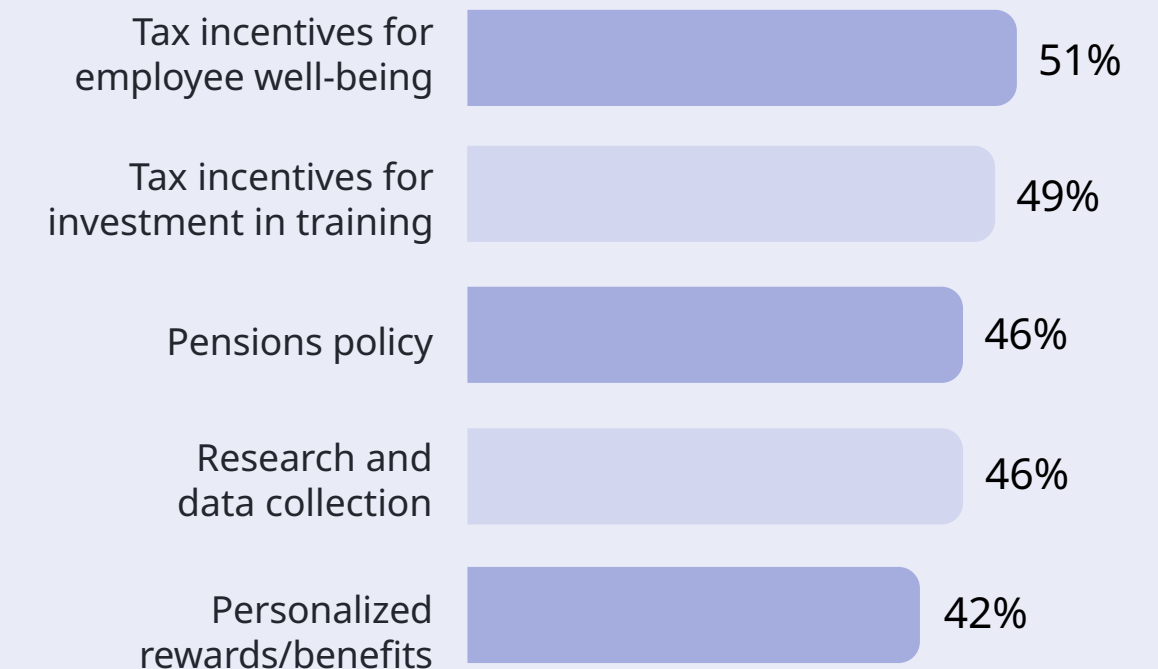 Tax incentives for
employee well-being
51%
Tax incentives for
investment in training
49%
Pensions policy
46%
Research and
data collection
46%
Personalized
rewards/benefits
42%